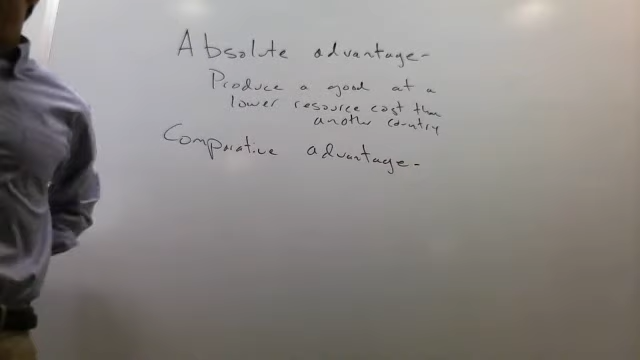 Absolute advantage-
Produce a good at a
lower resource cost than
another country
Comparative advantage-